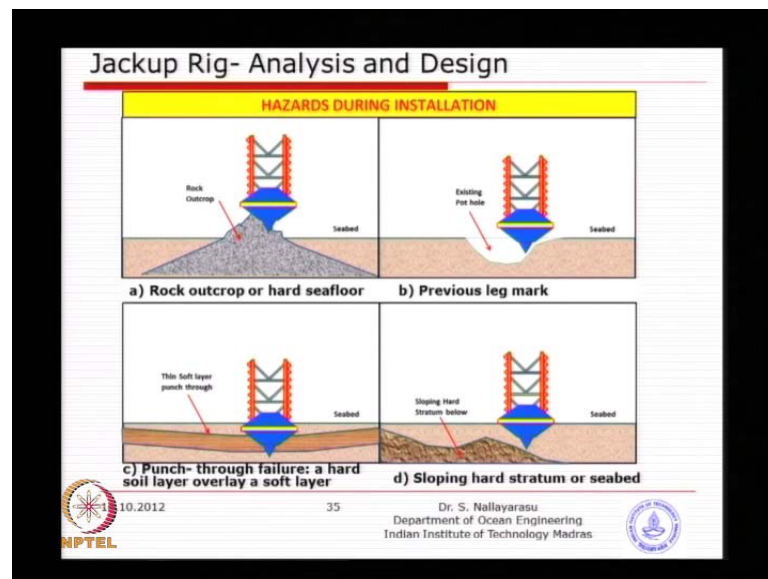 Jackup Rig- Analysis and Design
HAZARDS DURING INSTALLATION
Rock
Outcrop
Seabed
a) Rock outcrop or hard seafloor
Existing
Pot hole
Seabed
b) Previous leg mark
Thin Soft layer
punch through
Seabed
c) Punch- through failure: a hard
soil layer overlay a soft layer
Sloping Hard
Stratum below
Seabed
d) Sloping hard stratum or seabed
.10.2012
35
Dr. S. Nallayarasu
Department of Ocean Engineering
Indian Institute of Technology Madras
NPTEL